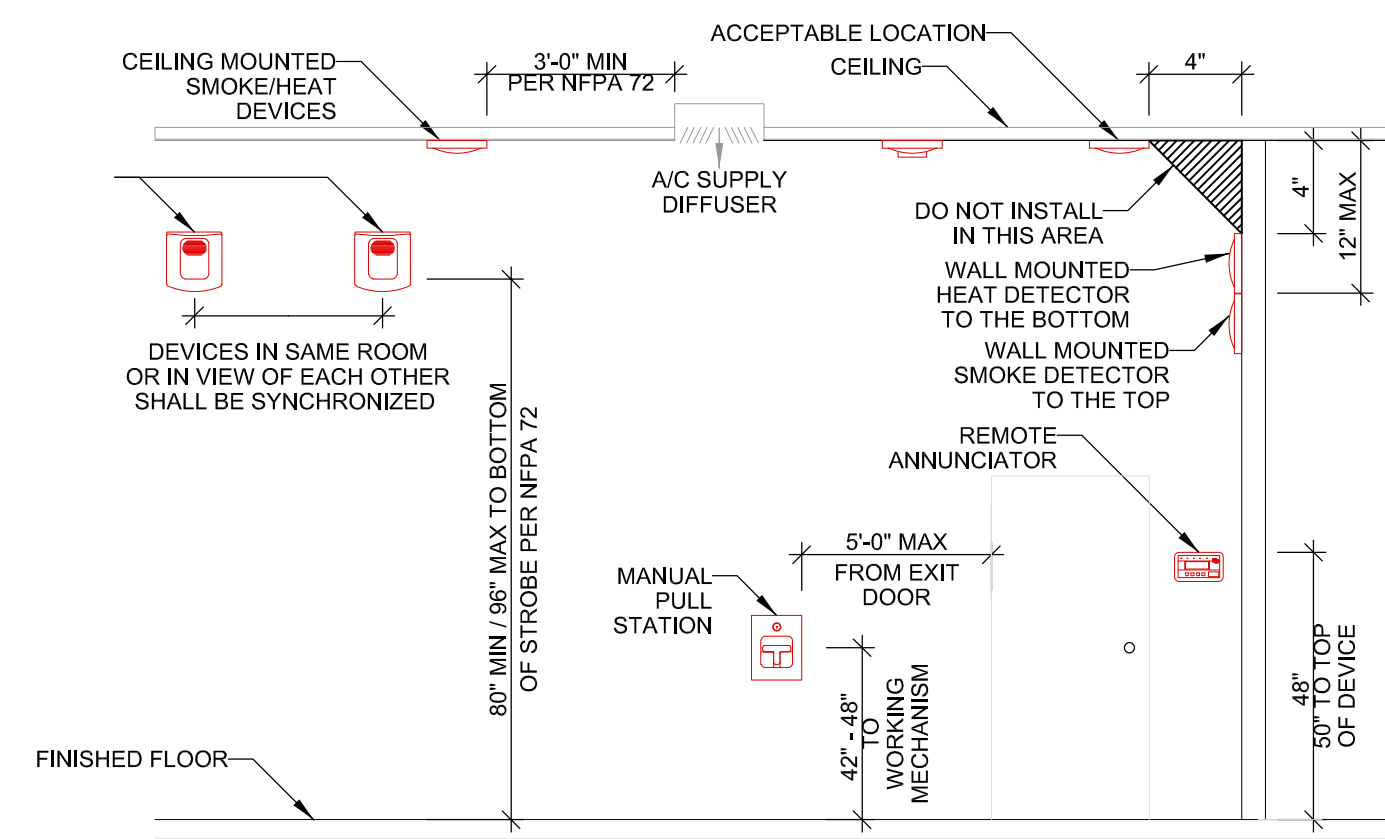 CEILING MOUNTED
SMOKE/HEAT
DEVICES
3'-0" MIN
PER NFPA 72
ACCEPTABLE LOCATION
CEILING
4"
A/C SUPPLY
DIFFUSER
DO NOT INSTALL
IN THIS AREA
4"
12" MAX
WALL MOUNTED
HEAT DETECTOR
TO THE BOTTOM
WALL MOUNTED
SMOKE DETECTOR
TO THE TOP
DEVICES IN SAME ROOM
OR IN VIEW OF EACH OTHER
SHALL BE SYNCHRONIZED
80" MIN / 96" MAX TO BOTTOM
OF STROBE PER NFPA 72
REMOTE
ANNUNCIATOR
5'-0" MAX
FROM EXIT
DOOR
MANUAL
PULL
STATION
42" - 48"
TO
WORKING
MECHANISM
48"
50" TO TOP
OF DEVICE
FINISHED FLOOR